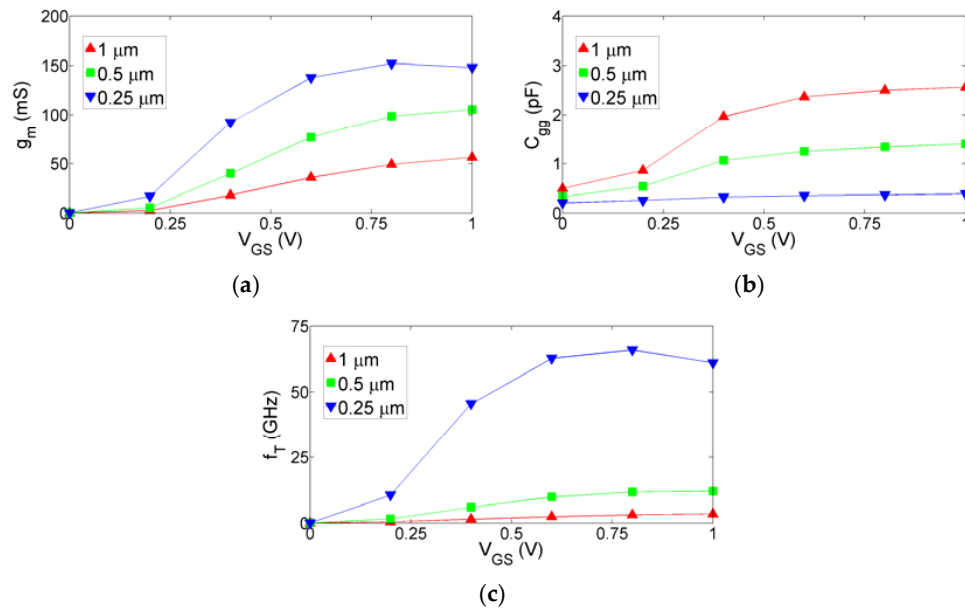 200
150
100
50
0
g_m (mS)
1 μm
0.5 μm
0.25 μm
0 0.25 0.5 0.75 1
V_GS (V)
(a)
4
3
2
1
0
C_gg (pF)
1 μm
0.5 μm
0.25 μm
0 0.25 0.5 0.75 1
V_GS (V)
(b)
75
50
25
0
f_T (GHz)
1 μm
0.5 μm
0.25 μm
0 0.25 0.5 0.75 1
V_GS (V)
(c)